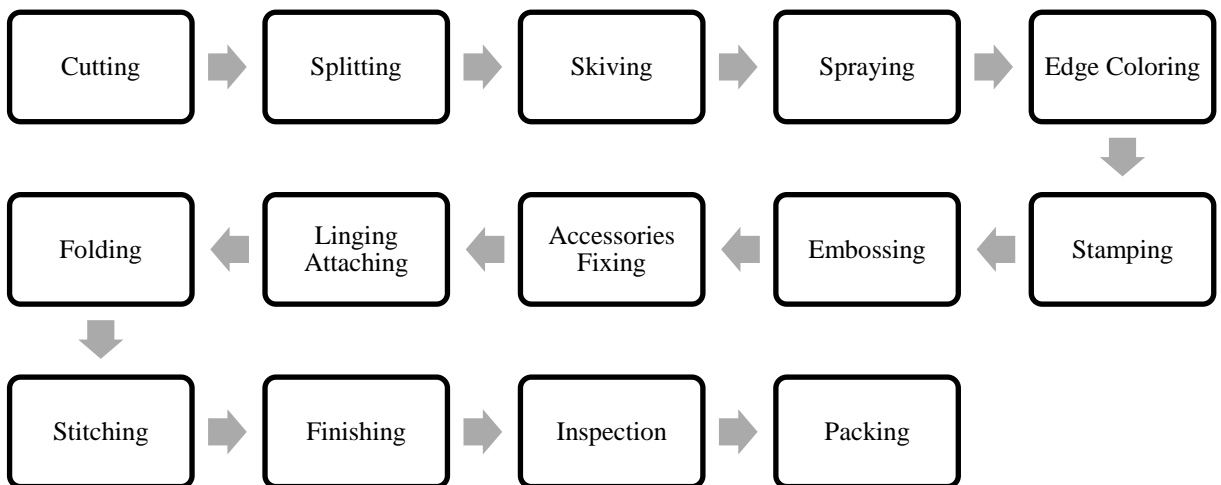 Cutting
Splitting
Skiving
Spraying
Edge Coloring
Stamping
Embossing
Accessories
Fixing
Linging
Attaching
Folding
Stitching
Finishing
Inspection
Packing